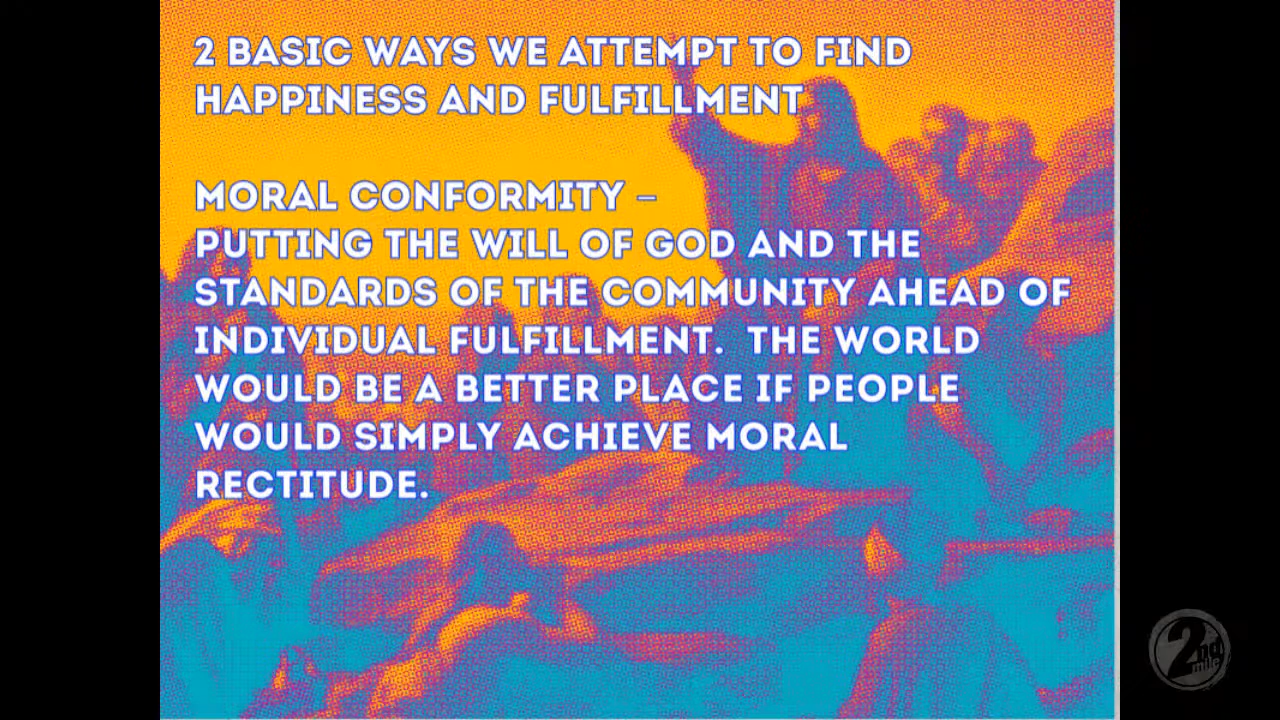 2 BASIC WAYS WE ATTEMPT TO FIND
HAPPINESS AND FULFILLMENT
MORAL CONFORMITY –
PUTTING THE WILL OF GOD AND THE
STANDARDS OF THE COMMUNITY AHEAD OF
INDIVIDUAL FULFILLMENT. THE WORLD
WOULD BE A BETTER PLACE IF PEOPLE
WOULD SIMPLY ACHIEVE MORAL
RECTITUDE.
2nd
mile